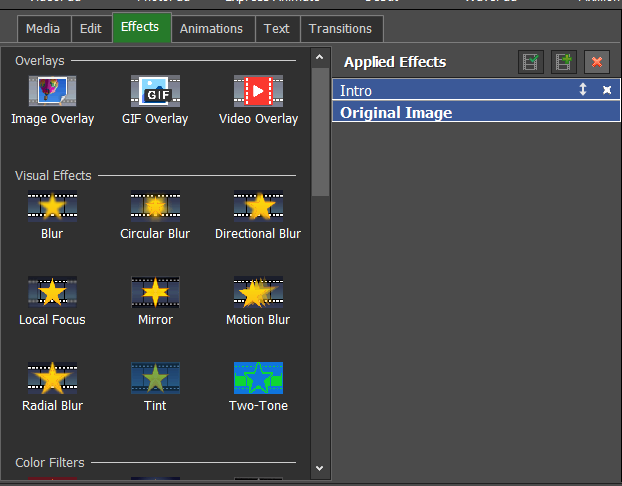 Media Edit Effects Animations Text Transitions
Overlays
Image Overlay GIF Overlay Video Overlay
GIF
Visual Effects
Blur Circular Blur Directional Blur
Local Focus Mirror Motion Blur
Radial Blur Tint Two-Tone
Color Filters
Applied Effects
Intro
Original Image